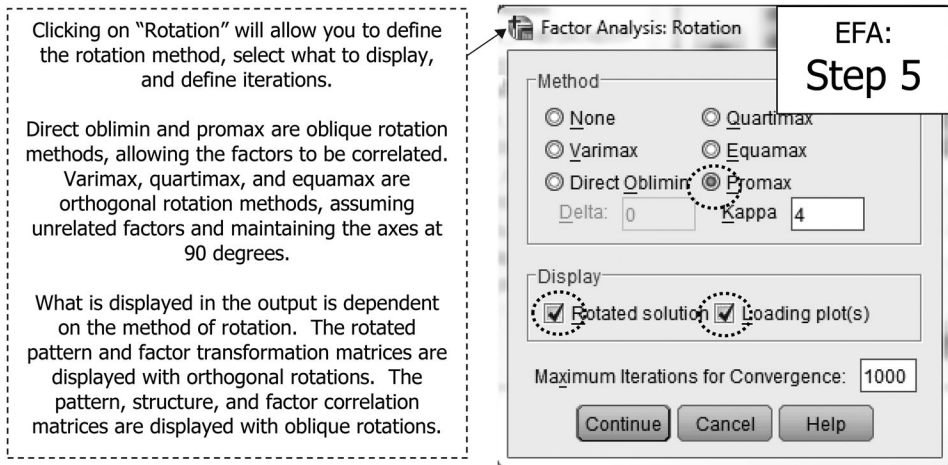 Clicking on “Rotation” will allow you to define
the rotation method, select what to display,
and define iterations.
Direct oblimin and promax are oblique rotation
methods, allowing the factors to be correlated.
Varimax, quartimax, and equamax are
orthogonal rotation methods, assuming
unrelated factors and maintaining the axes at
90 degrees.
What is displayed in the output is dependent
on the method of rotation. The rotated
pattern and factor transformation matrices are
displayed with orthogonal rotations. The
pattern, structure, and factor correlation
matrices are displayed with oblique rotations.
Factor Analysis: Rotation
EFA:
Step 5
Method
None Quartimax
Varimax Equamax
Direct Oblimin Promax
Delta: 0 Kappa 4
Display
Rotated solution Loading plot(s)
Maximum Iterations for Convergence: 1000
Continue Cancel Help